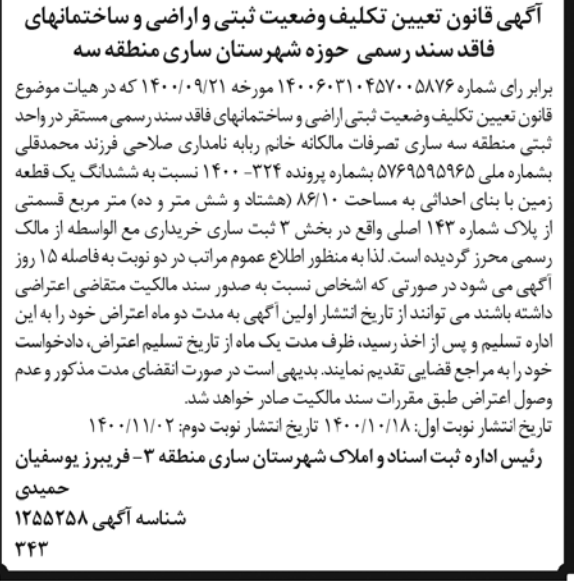 آگهی قانون تعیین تکلیف وضعیت ثبتی و اراضی و ساختمانهای
فاقد سند رسمی حوزه شهرستان ساری منطقه سه
برابر رای شماره ۱۴۰۰۶۰۳۱۰۴۵۷۰۰۵۸۷۶ مورخه ۱۴۰۰/۰۹/۲۱ که در هیات موضوع
قانون تعیین تکلیف وضعیت ثبتی اراضی و ساختمانهای فاقد سند رسمی مستقر در واحد
ثبتی منطقه سه ساری تصرفات مالکانه خانم ربابه نامداری صلاحی فرزند محمدقلی
بشماره ملی ۵۷۶۹۵۹۵۹۶۵ بشماره پرونده ۳۲۴- ۱۴۰۰ نسبت به ششدانگ یک قطعه
زمین با بنای احداثی به مساحت ۸۶/۱۰ (هشتاد و شش متر و ده) متر مربع قسمتی
از پلاک شماره ۱۴۳ اصلی واقع در بخش ۳ ثبت ساری خریداری مع الواسطه از مالک
رسمی محرز گردیده است. لذا به منظور اطلاع عموم مراتب در دو نوبت به فاصله ۱۵ روز
آگهی می شود در صورتی که اشخاص نسبت به صدور سند مالکیت متقاضی اعتراضی
داشته باشند می توانند از تاریخ انتشار اولین آگهی به مدت دو ماه اعتراض خود را به این
اداره تسلیم و پس از اخذ رسید، ظرف مدت یک ماه از تاریخ تسلیم اعتراض، دادخواست
خود را به مراجع قضایی تقدیم نمایند. بدیهی است در صورت انقضای مدت مذکور و عدم
وصول اعتراض طبق مقررات سند مالکیت صادر خواهد شد.
تاریخ انتشار نوبت اول: ۱۴۰۰/۱۰/۱۸ تاریخ انتشار نوبت دوم: ۱۴۰۰/۱۱/۰۲
رئیس اداره ثبت اسناد و املاک شهرستان ساری منطقه ۳- فریبرز یوسفیان
حمیدی
شناسه آگهی ۱۲۵۵۲۵۸
۳۴۳